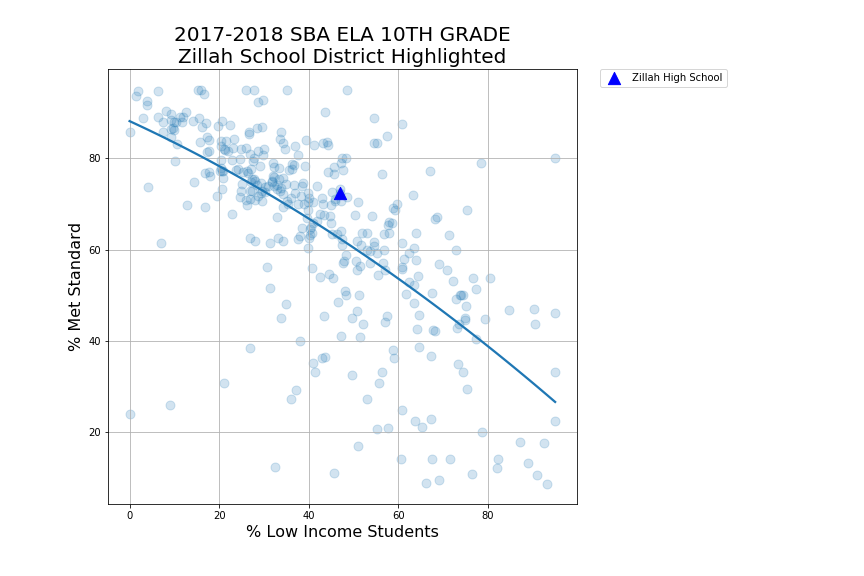 2017-2018 SBA ELA 10TH GRADE
Zillah School District Highlighted
Zillah High School
% Met Standard
80
60
40
20
0
20
40
60
80
% Low Income Students